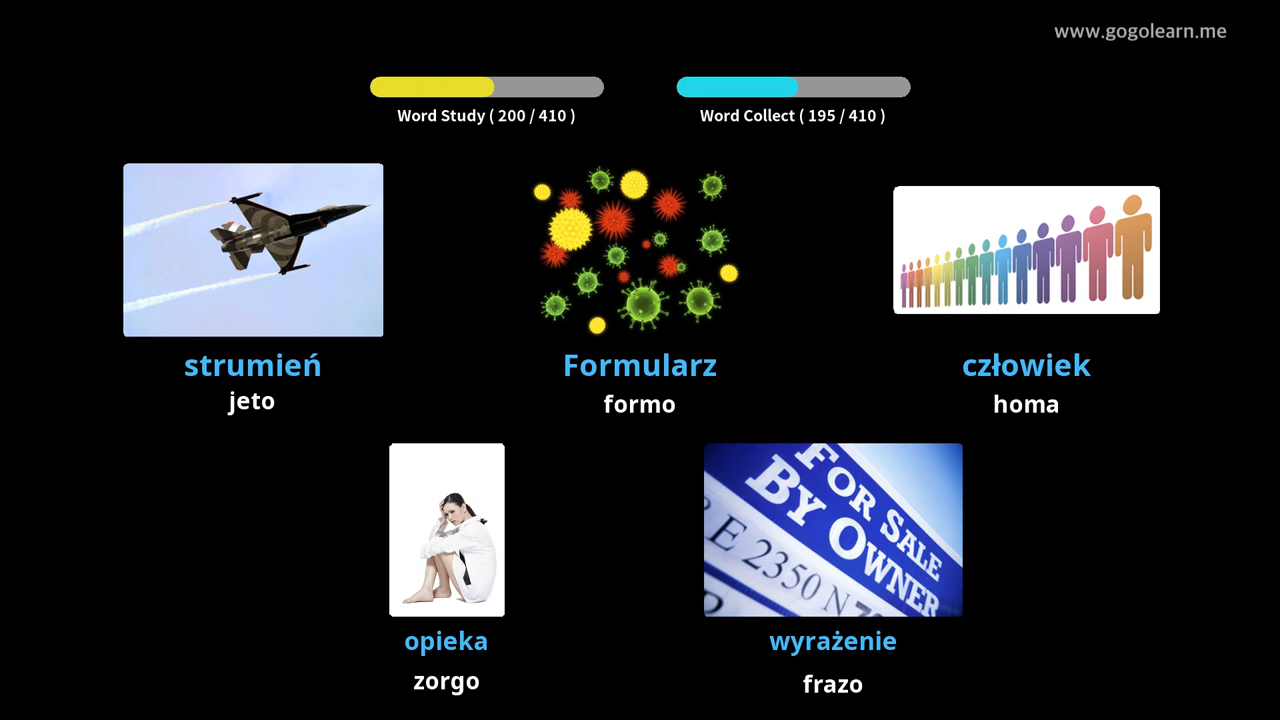 www.gogolearn.me
Word Study ( 200 / 410 )
Word Collect ( 195 / 410 )
strumień
jeto
Formularz
formo
człowiek
homa
FOR SALE
BY OWNER
E 2350 N
opieka
zorgo
wyrażenie
frazo